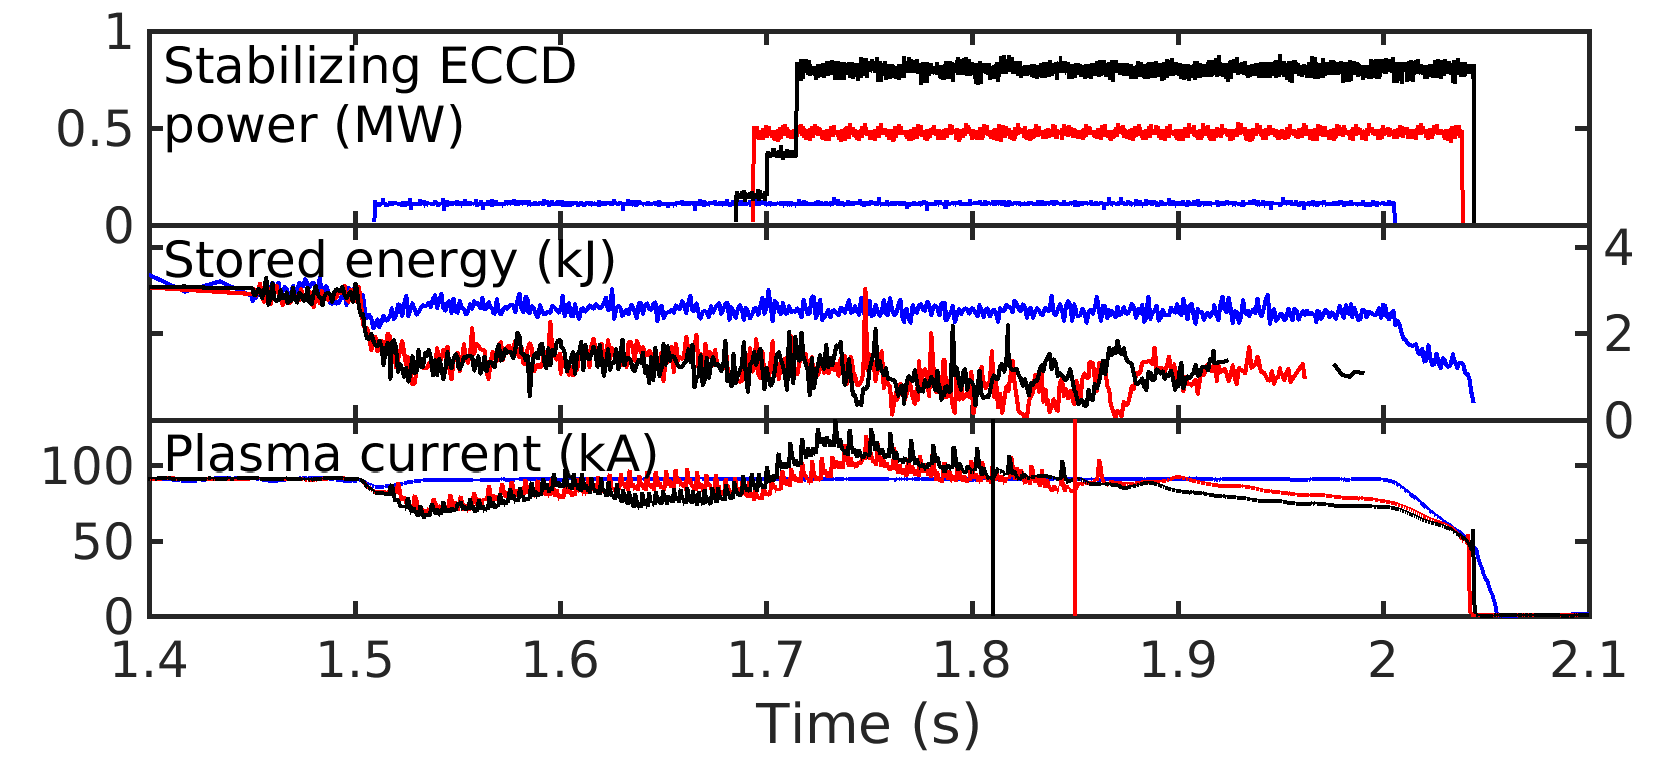 1
Stabilizing ECCD
0.5
power (MW)
0
Stored energy (kJ)
4
2
0
Plasma current (kA)
100
50
0
1.4 1.5 1.6 1.7 1.8 1.9 2 2.1
Time (s)